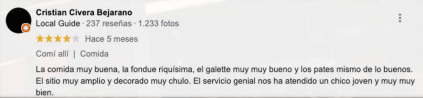 Cristian Civera Bejarano
Local Guide · 237 reseñas · 1.233 fotos
Hace 5 meses
Comí allí | Comida
La comida muy buena, la fondue riquísima, el galette muy muy bueno y los pates mismo de lo buenos.
El sitio muy amplio y decorado muy chulo. El servicio genial nos ha atendido un chico joven y muy muy
bien.